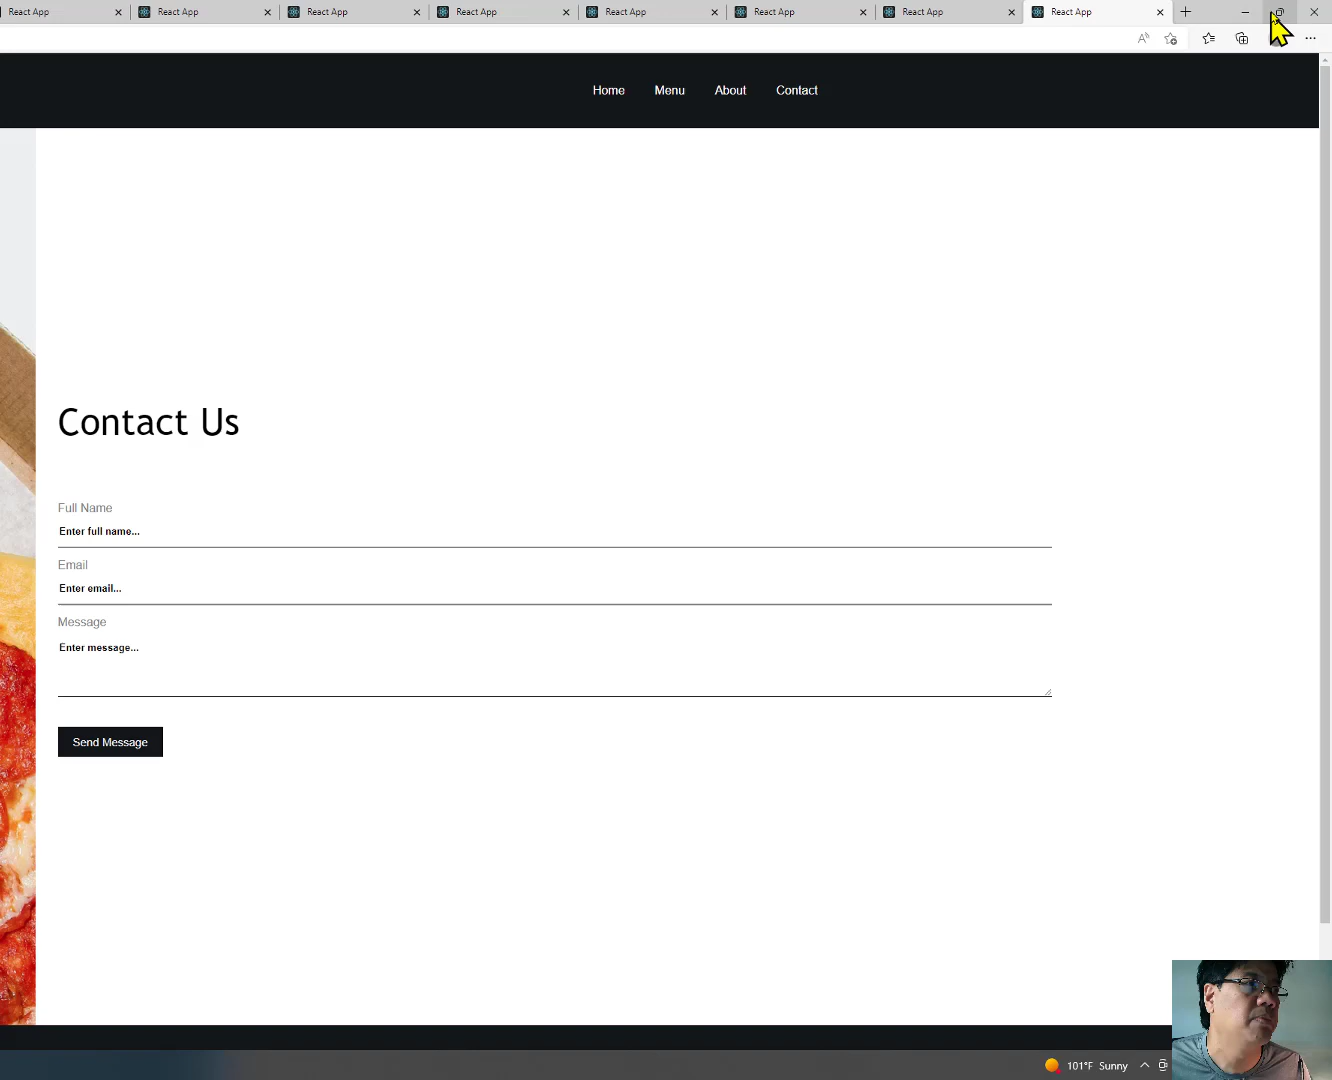 React App React App React App React App React App React App React App React App
Home Menu About Contact
Contact Us
Full Name
Enter full name...
Email
Enter email...
Message
Enter message...
Send Message
101°F Sunny